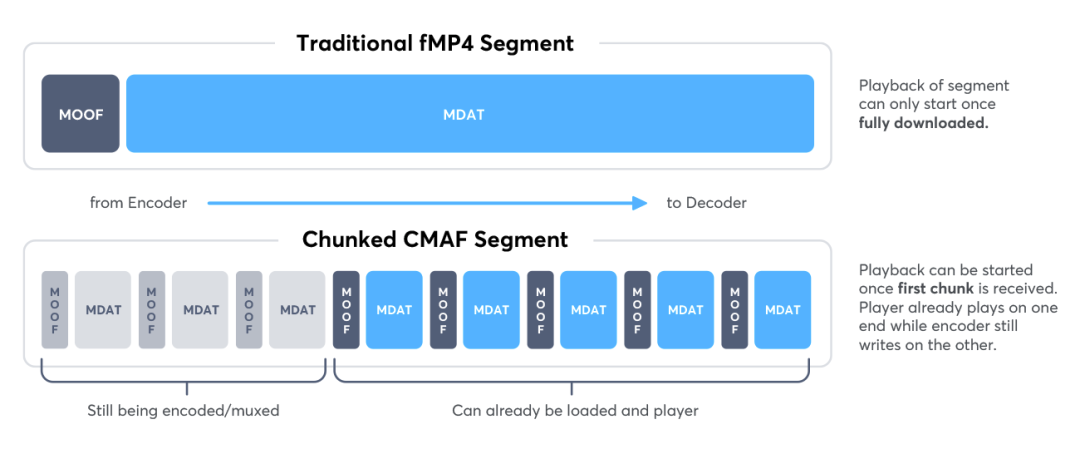 Traditional fMP4 Segment
MOOF
MDAT
Playback of segment
can only start once
fully downloaded.
from Encoder
to Decoder
Chunked CMAF Segment
MOOF MDAT MOOF MDAT MOOF MDAT MOOF MDAT MOOF MDAT MOOF MDAT MOOF MDAT MOOF MDAT
Playback can be started
once first chunk is received.
Player already plays on one
end while encoder still
writes on the other.
Still being encoded/muxed
Can already be loaded and player